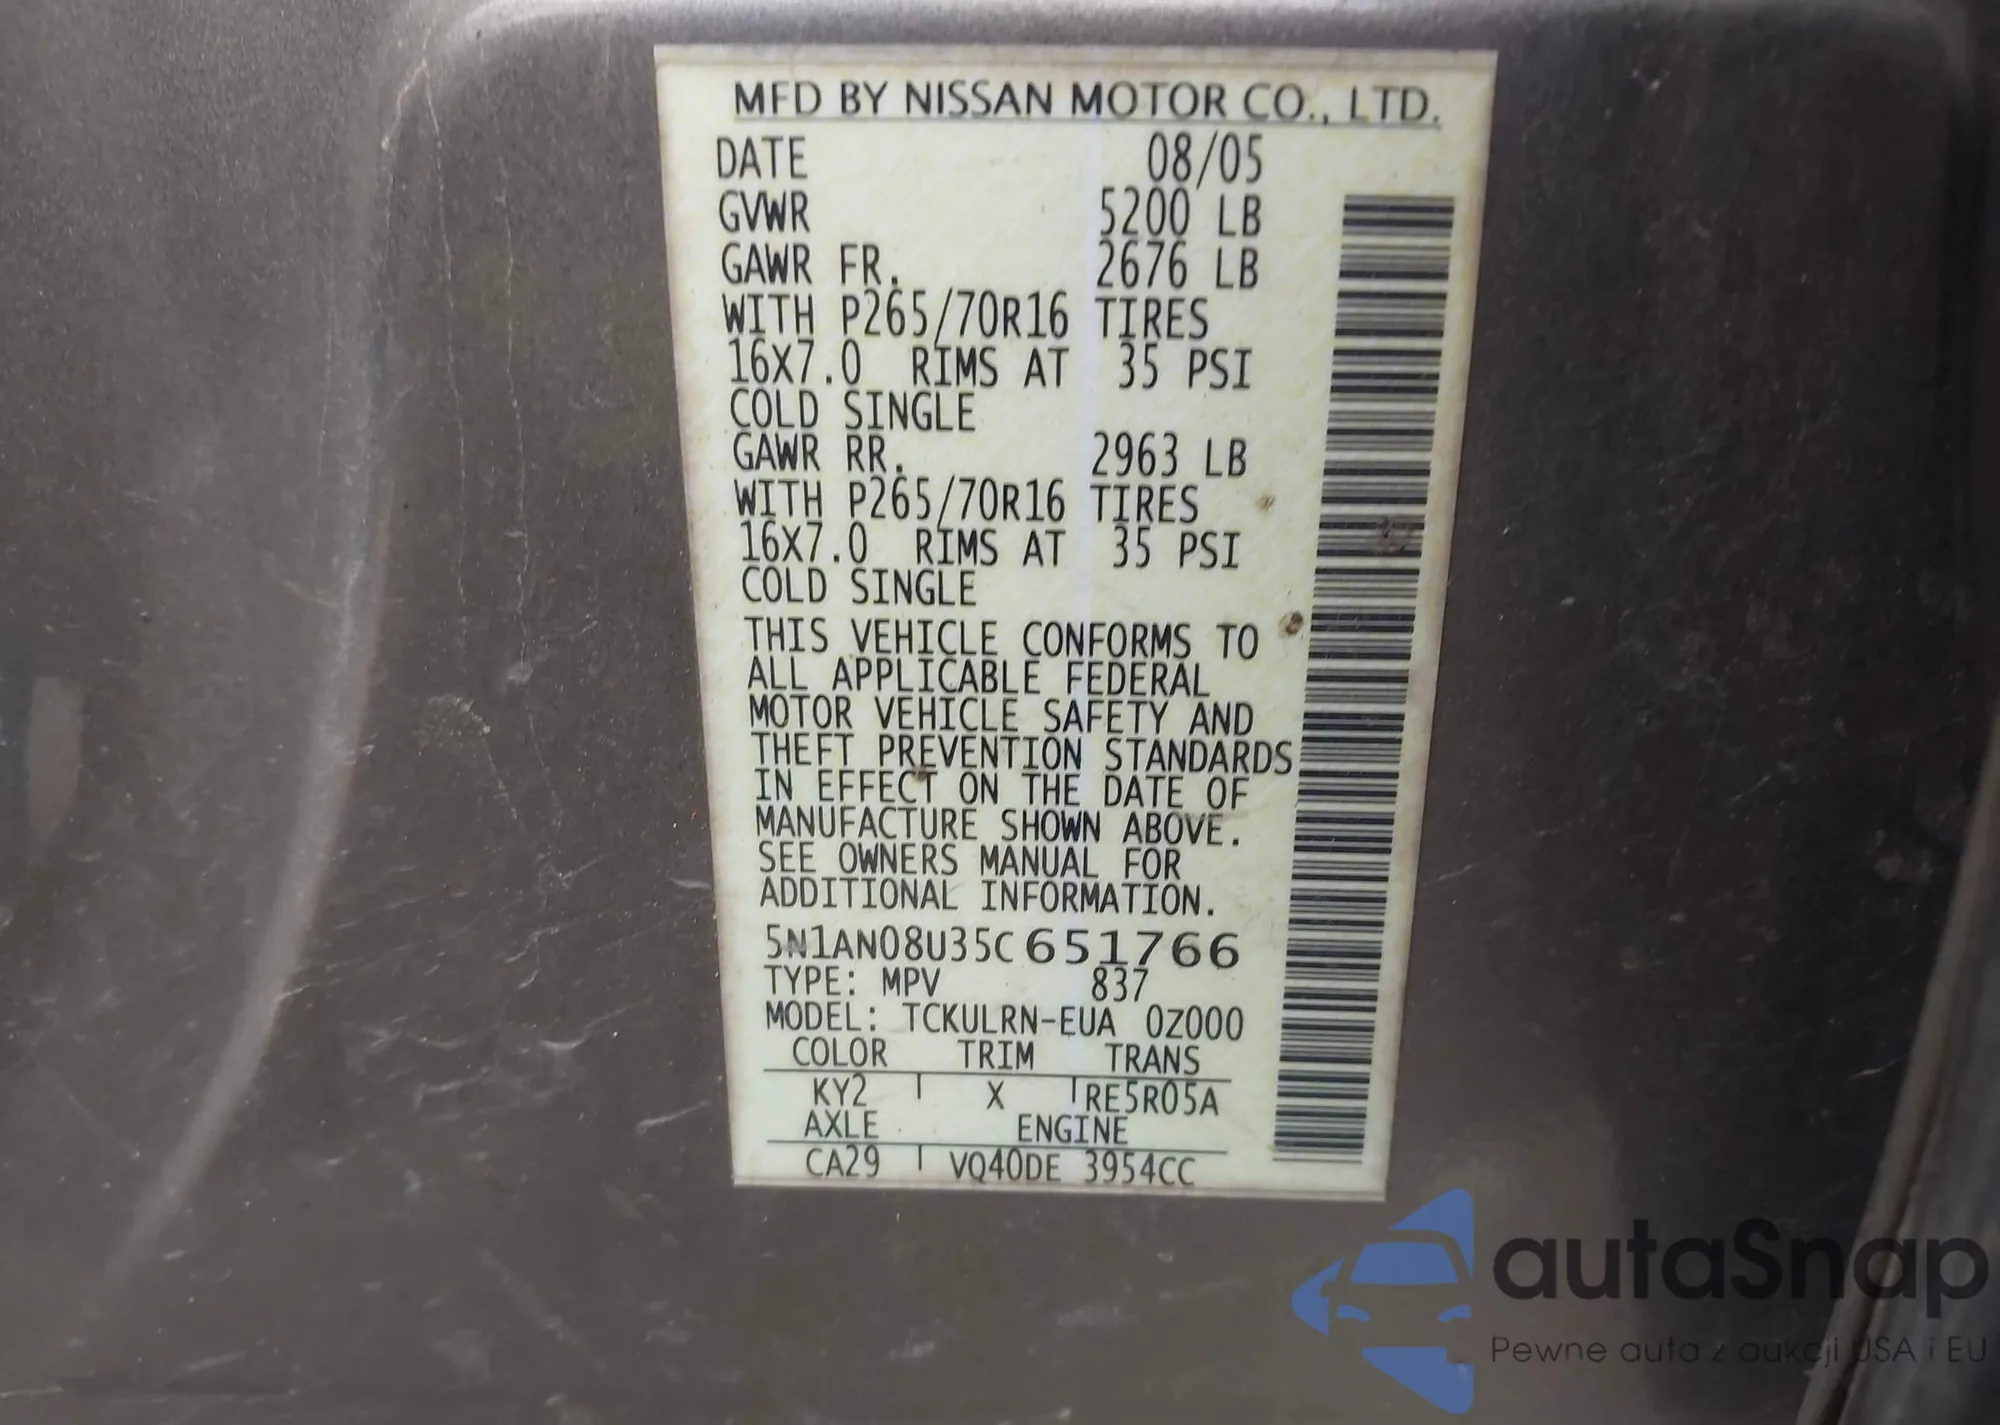 MFD BY NISSAN MOTOR CO., LTD.
DATE 08/05
GVWR 5200 LB
GAWR FR. 2676 LB
WITH P265/70R16 TIRES
16X7.0 RIMS AT 35 PSI
COLD SINGLE
GAWR RR. 2963 LB
WITH P265/70R16 TIRES
16X7.0 RIMS AT 35 PSI
COLD SINGLE
THIS VEHICLE CONFORMS TO
ALL APPLICABLE FEDERAL
MOTOR VEHICLE SAFETY AND
THEFT PREVENTION STANDARDS
IN EFFECT ON THE DATE OF
MANUFACTURE SHOWN ABOVE.
SEE OWNERS MANUAL FOR
ADDITIONAL INFORMATION.
5N1AN08U35C651766
TYPE: MPV 837
MODEL: TCKULRN-EUA 0Z000
COLOR TRIM TRANS
KY2 X RE5R05A
AXLE ENGINE
CA29 VQ40DE 3954CC
autaSnap
Pewne auta z aukcji USA i EU